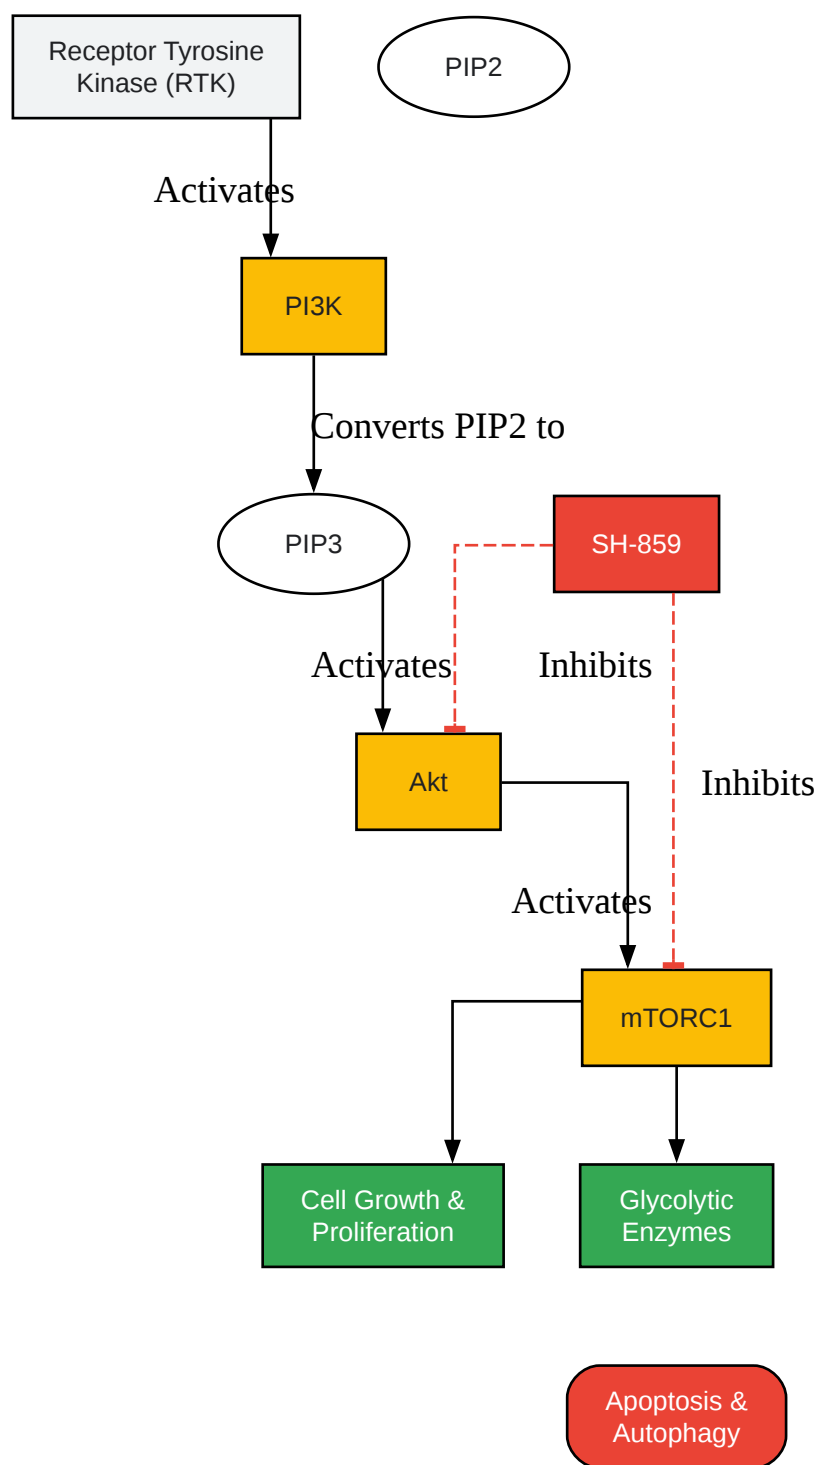 Receptor Tyrosine
Kinase (RTK)
PIP2
Activates
PI3K
Converts PIP2 to
PIP3
SH-859
Activates
Inhibits
Akt
Inhibits
Activates
mTORC1
Cell Growth &
Proliferation
Glycolytic
Enzymes
Apoptosis &
Autophagy